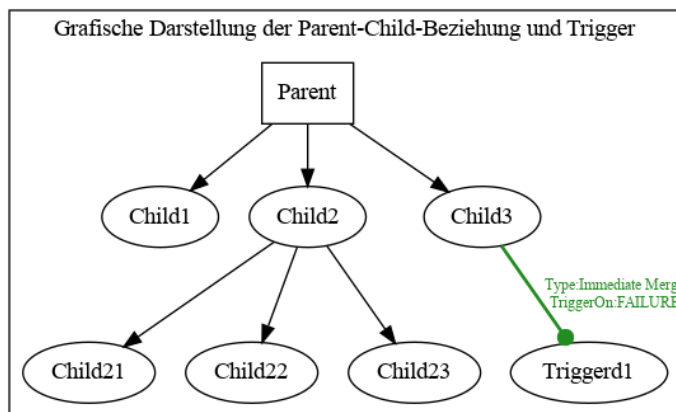 Grafische Darstellung der Parent-Child-Beziehung und Trigger
Parent
Child1
Child2
Child3
Type:Immediate Merg
TriggerOn:FAILURE
Child21
Child22
Child23
Triggerd1